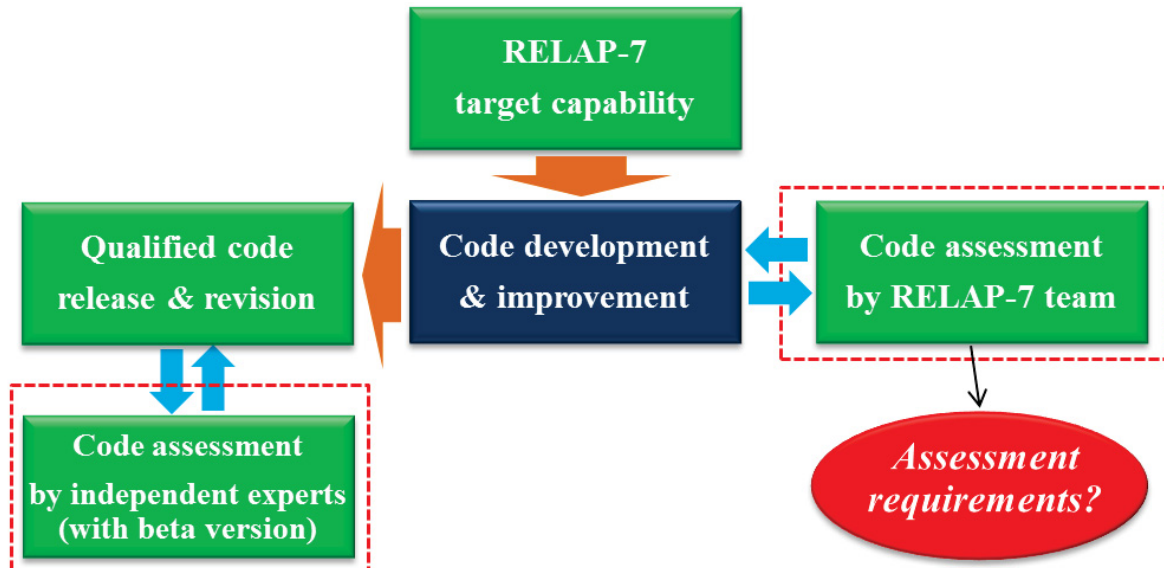 RELAP-7
target capability
Qualified code
release & revision
Code development
& improvement
Code assessment
by RELAP-7 team
Code assessment
by independent experts
(with beta version)
Assessment
requirements?